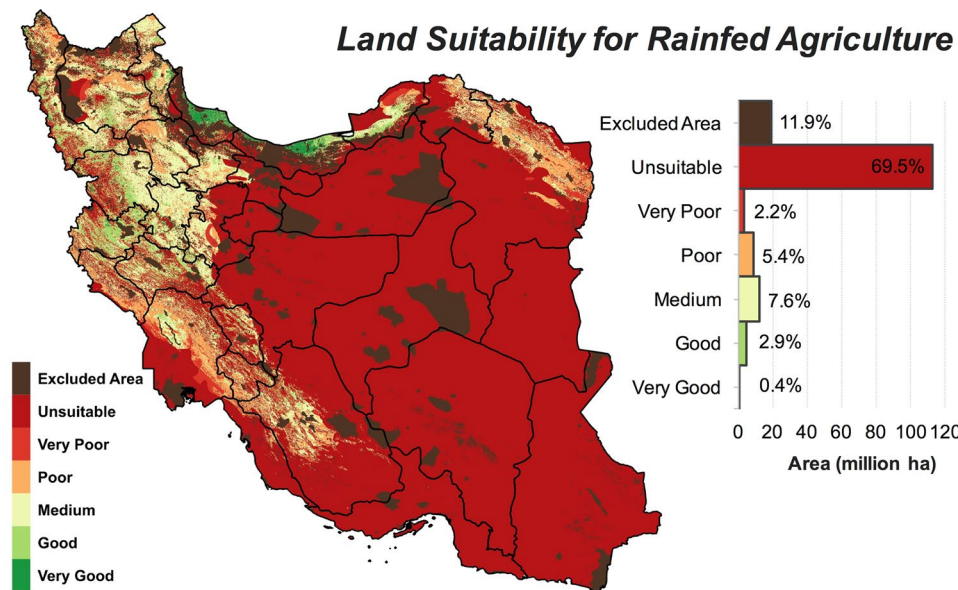 Land Suitability for Rainfed Agriculture
Excluded Area
11.9%
Unsuitable
69.5%
Very Poor
2.2%
Poor
5.4%
Medium
7.6%
Good
2.9%
Very Good
0.4%
0 20 40 60 80 100 120
Area (million ha)
Excluded Area
Unsuitable
Very Poor
Poor
Medium
Good
Very Good